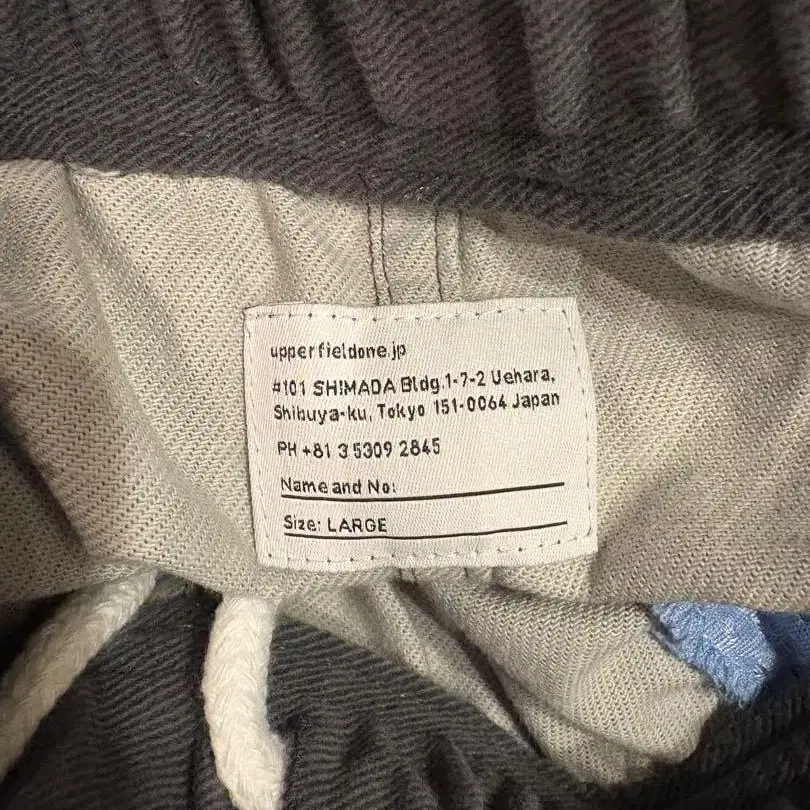 upperfieldone.jp
#101 SHIMADA Bldg.1-7-2 Uehara,
Shibuya-ku, Tokyo 151-0064 Japan
PH +81 3 5309 2845
Name and No:
Size: LARGE